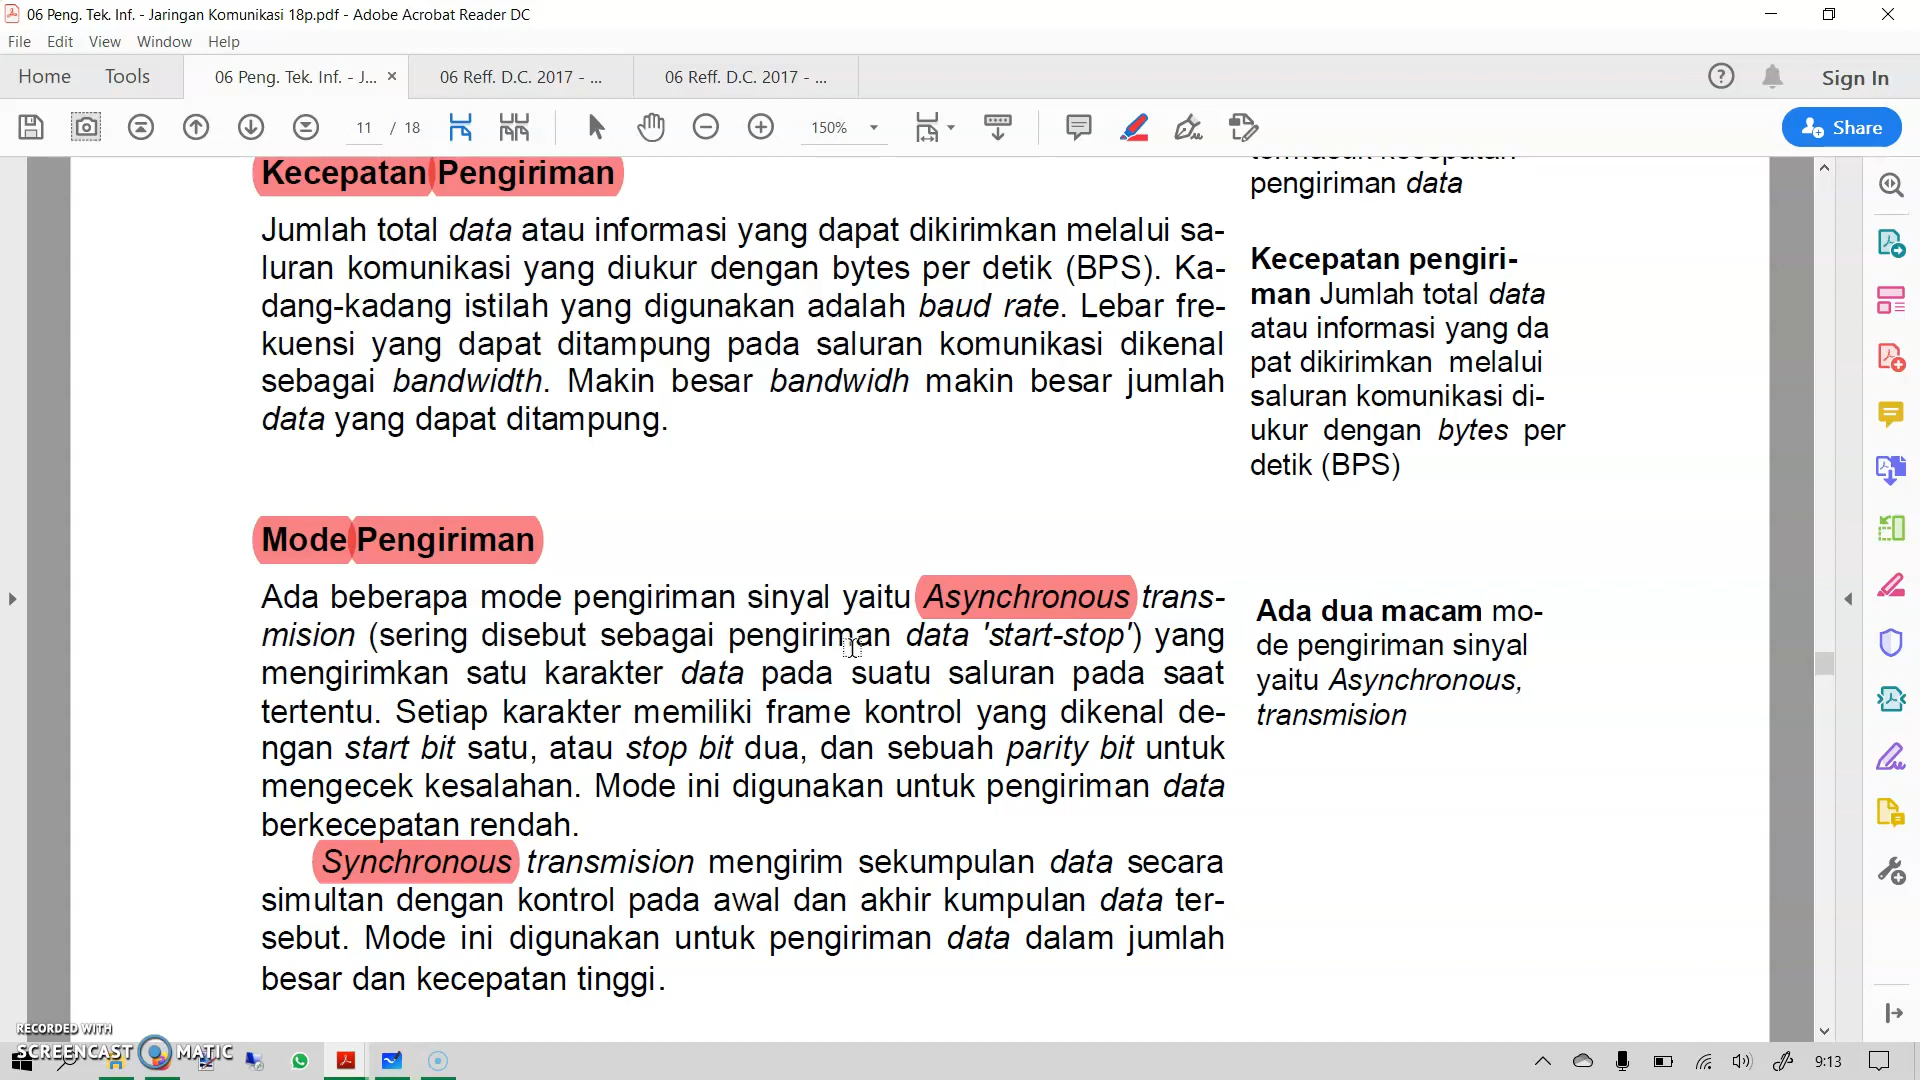 06 Peng. Tek. Inf. - Jaringan Komunikasi 18p.pdf - Adobe Acrobat Reader DC
File Edit View Window Help
Home Tools 06 Peng. Tek. Inf. - J... 06 Reff. D.C. 2017 - ... 06 Reff. D.C. 2017 - ... Sign In
11 / 18 150% Share
Kecepatan Pengiriman
Jumlah total data atau informasi yang dapat dikirimkan melalui sa-
luran komunikasi yang diukur dengan bytes per detik (BPS). Ka-
dang-kadang istilah yang digunakan adalah baud rate. Lebar fre-
kuensi yang dapat ditampung pada saluran komunikasi dikenal
sebagai bandwidth. Makin besar bandwidh makin besar jumlah
data yang dapat ditampung.
termasuk kecepatan
pengiriman data
Kecepatan pengiri-
man Jumlah total data
atau informasi yang da
pat dikirimkan melalui
saluran komunikasi di-
ukur dengan bytes per
detik (BPS)
Mode Pengiriman
Ada beberapa mode pengiriman sinyal yaitu Asynchronous trans-
mision (sering disebut sebagai pengiriman data 'start-stop') yang
mengirimkan satu karakter data pada suatu saluran pada saat
tertentu. Setiap karakter memiliki frame kontrol yang dikenal de-
ngan start bit satu, atau stop bit dua, dan sebuah parity bit untuk
mengecek kesalahan. Mode ini digunakan untuk pengiriman data
berkecepatan rendah.
Synchronous transmision mengirim sekumpulan data secara
simultan dengan kontrol pada awal dan akhir kumpulan data ter-
sebut. Mode ini digunakan untuk pengiriman data dalam jumlah
besar dan kecepatan tinggi.
Ada dua macam mo-
de pengiriman sinyal
yaitu Asynchronous,
transmision
RECORDED WITH
SCREENCAST MATIC
9:13